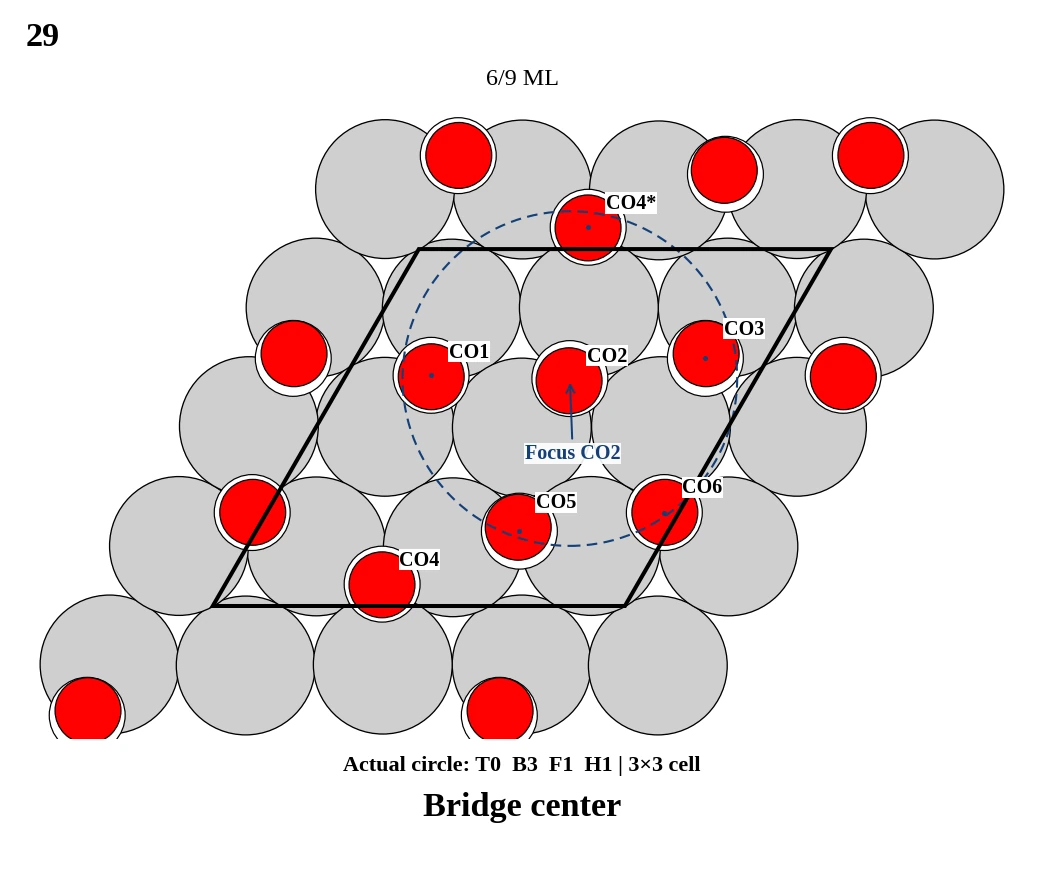 29
6/9 ML
CO4*
CO3
CO1
CO2
Focus CO2
CO6
CO5
CO4
Actual circle: T0 B3 F1 H1 | 3×3 cell
Bridge center